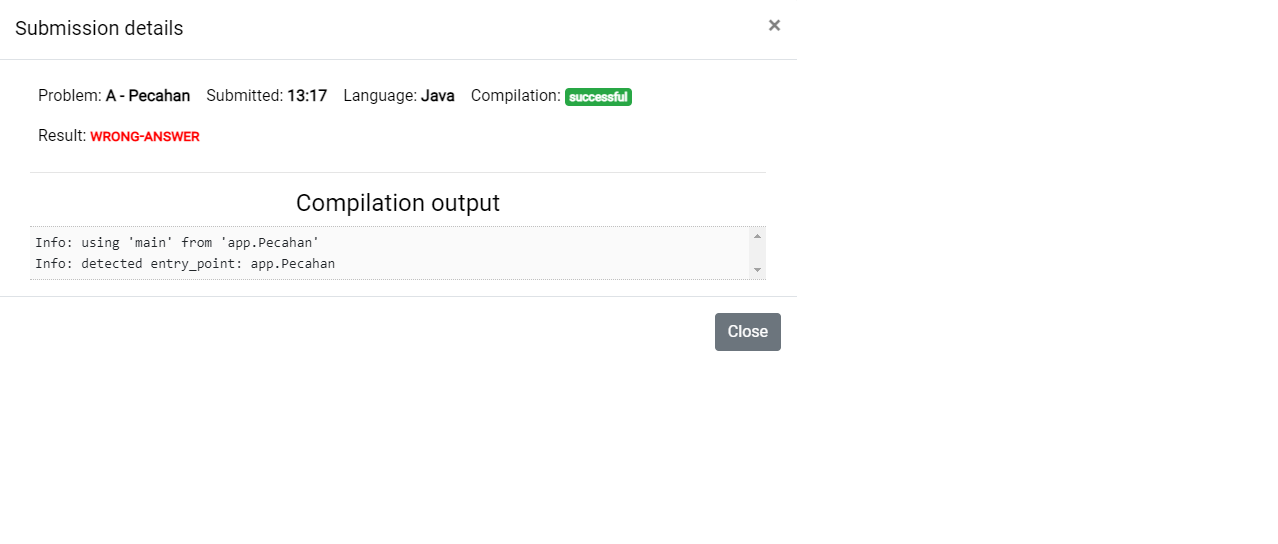 Submission details ×
Problem: A - Pecahan Submitted: 13:17 Language: Java Compilation: successful
Result: WRONG-ANSWER
Compilation output
Info: using 'main' from 'app.Pecahan'
Info: detected entry_point: app.Pecahan
Close